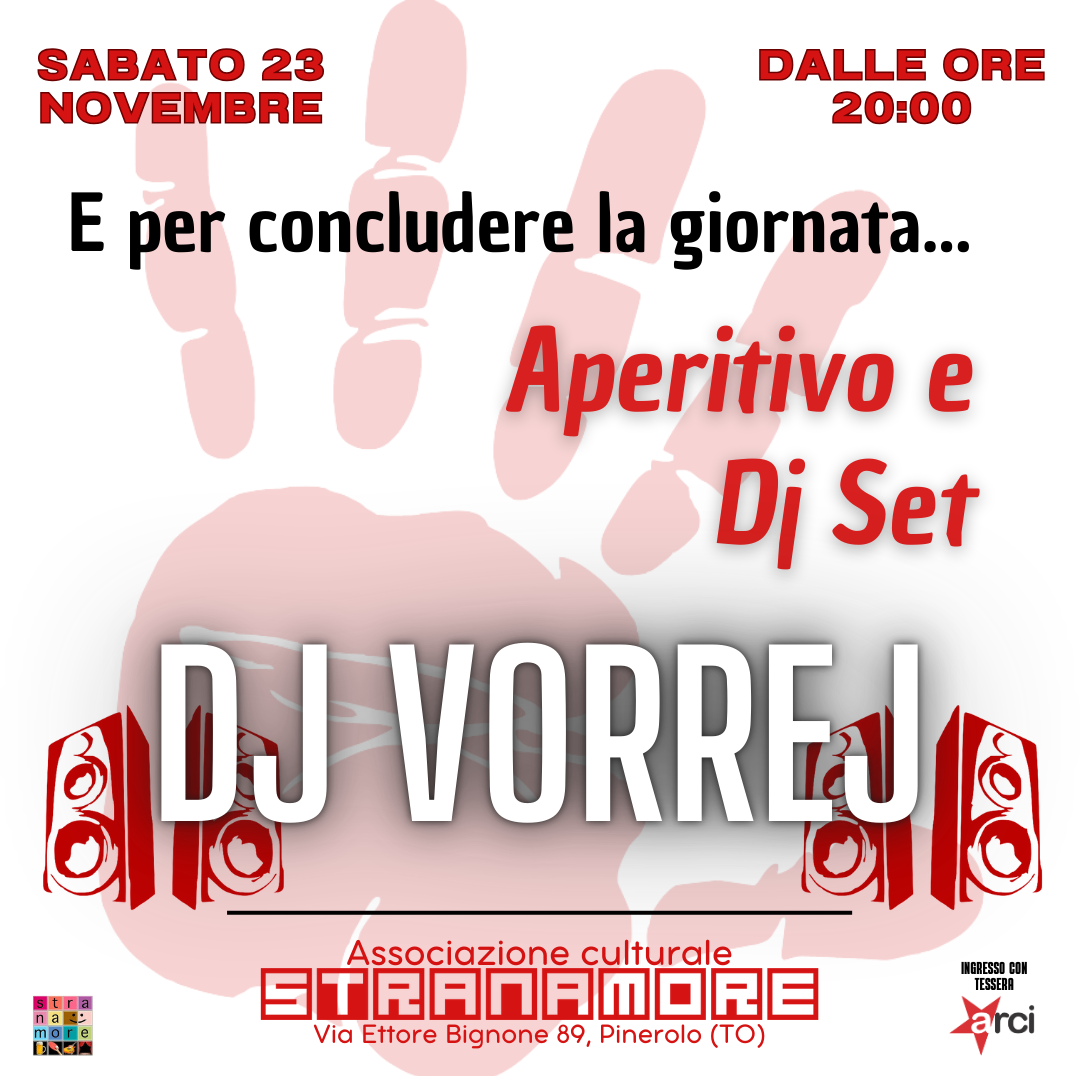 SABATO 23
NOVEMBRE
DALLE ORE
20:00
E per concludere la giornata...
Aperitivo e
Dj Set
DJ VORREJ
Associazione culturale
STRANAMORE
Via Ettore Bignone 89, Pinerolo (TO)
stra
na
more
INGRESSO CON
TESSERA
arci